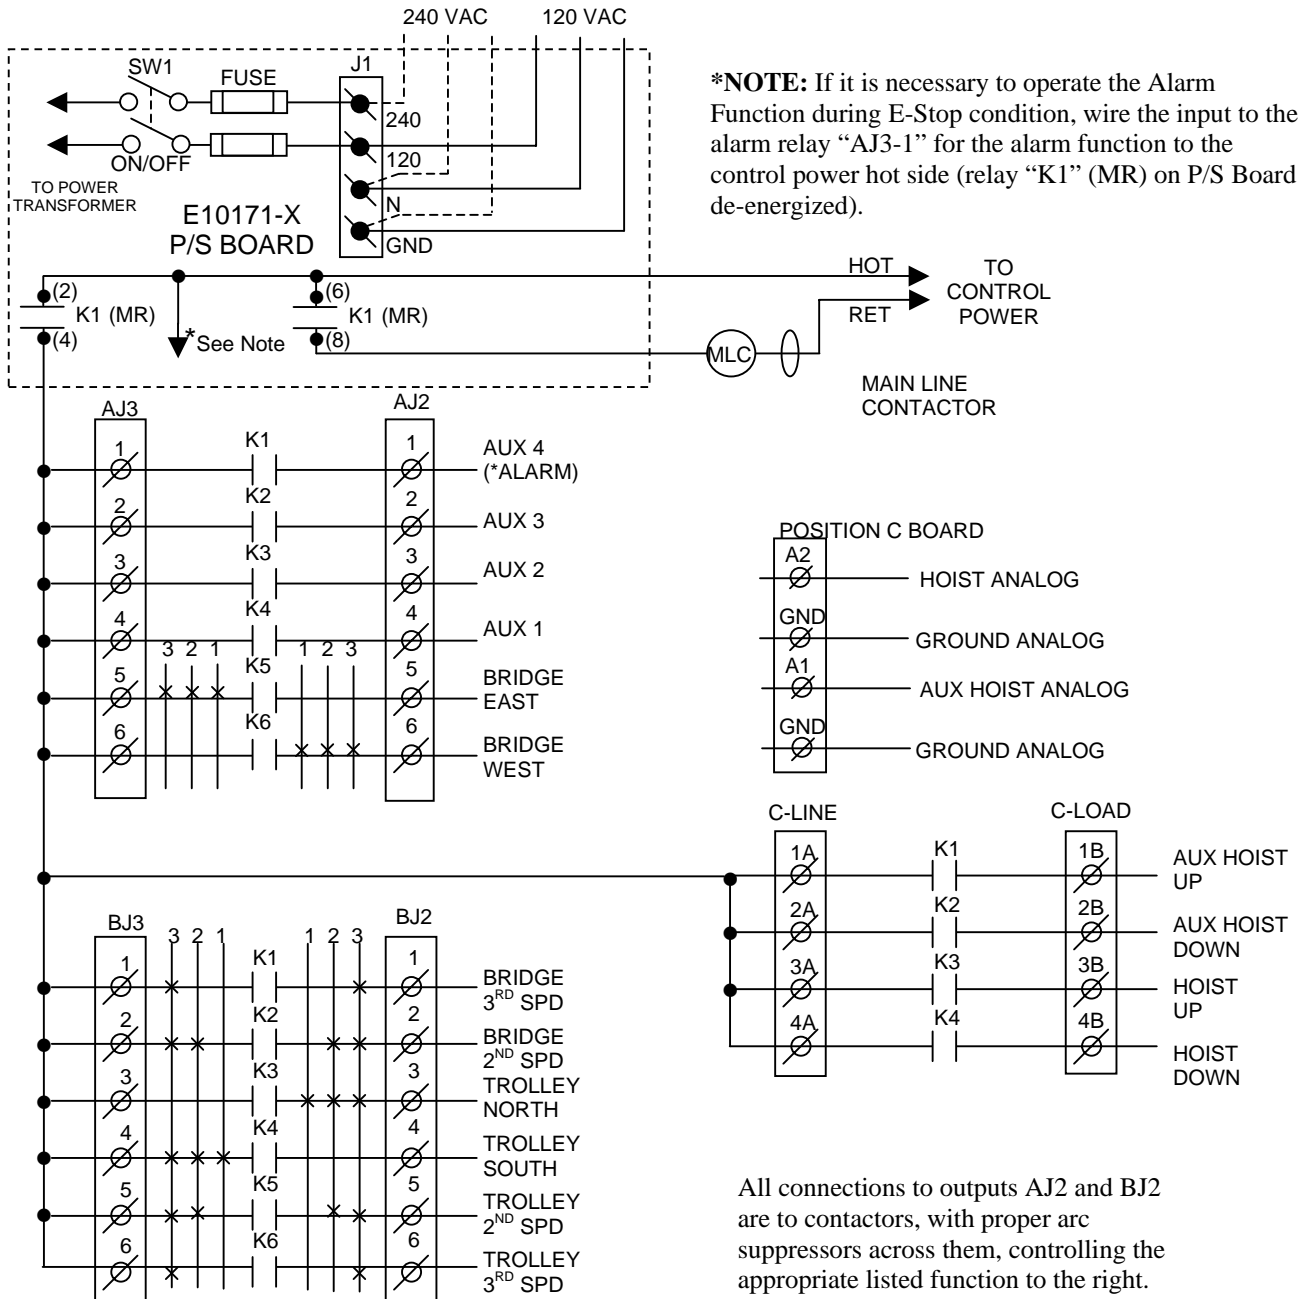 240 VAC
120 VAC
SW1
FUSE
J1
240
120
N
GND
ON/OFF
TO POWER
TRANSFORMER
E10171-X
P/S BOARD
*NOTE: If it is necessary to operate the Alarm
Function during E-Stop condition, wire the input to the
alarm relay “AJ3-1” for the alarm function to the
control power hot side (relay “K1” (MR) on P/S Board
de-energized).
(2)
K1 (MR)
(4)
*See Note
(6)
K1 (MR)
(8)
HOT
RET
TO
CONTROL
POWER
MLC
MAIN LINE
CONTACTOR
AJ3
AJ2
1
K1
1
AUX 4
(*ALARM)
2
K2
2
AUX 3
3
K3
3
AUX 2
4
K4
4
AUX 1
3 2 1
1 2 3
5
K5
5
BRIDGE
EAST
6
K6
6
BRIDGE
WEST
POSITION C BOARD
A2
HOIST ANALOG
GND
GROUND ANALOG
A1
AUX HOIST ANALOG
GND
GROUND ANALOG
C-LINE
C-LOAD
1A
K1
1B
AUX HOIST
UP
2A
K2
2B
AUX HOIST
DOWN
3A
K3
3B
HOIST
UP
4A
K4
4B
HOIST
DOWN
BJ3
BJ2
3 2 1
1 2 3
1
K1
1
BRIDGE
3RD SPD
2
K2
2
BRIDGE
2ND SPD
3
K3
3
TROLLEY
NORTH
4
K4
4
TROLLEY
SOUTH
5
K5
5
TROLLEY
2ND SPD
6
K6
6
TROLLEY
3RD SPD
All connections to outputs AJ2 and BJ2
are to contactors, with proper arc
suppressors across them, controlling the
appropriate listed function to the right.